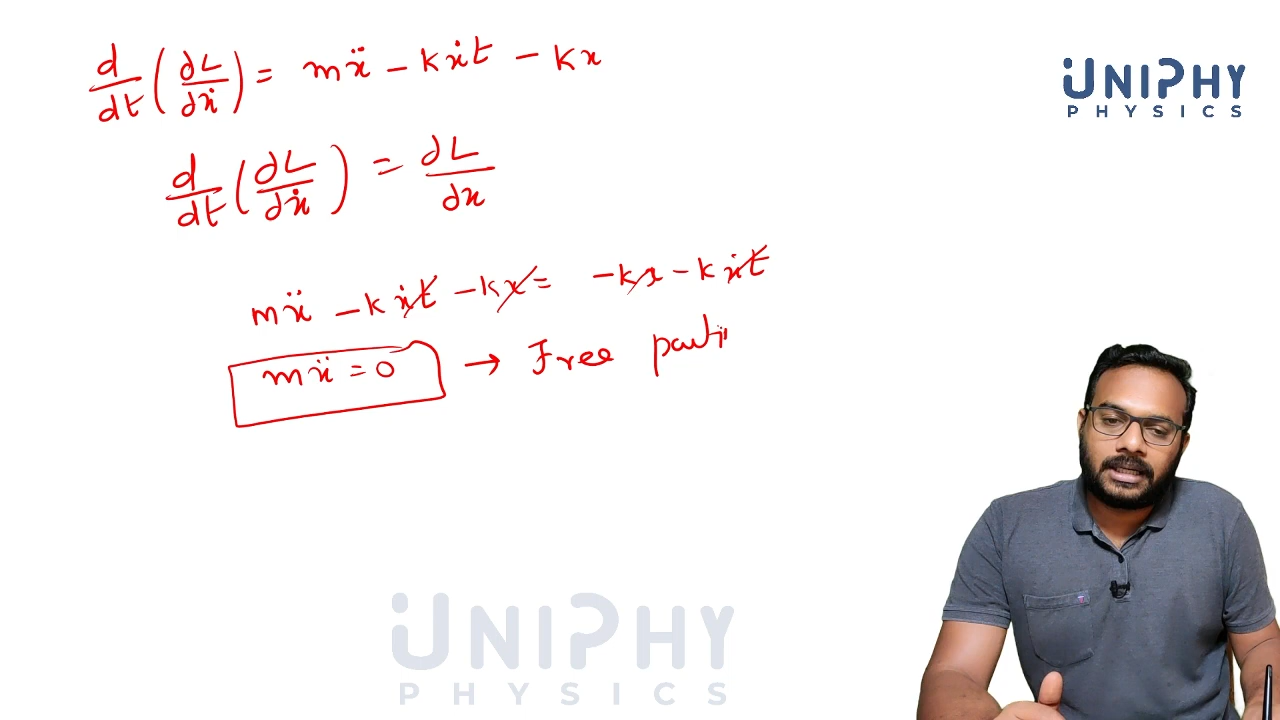 d/dt (∂L/∂ẋ) = mẍ - kẋt - kx
d/dt (∂L/∂ẋ) = ∂L/∂x
mẍ - kẋt - kx = -kx - kẋt
mẍ = 0 → Free parti
UNIPHY
PHYSICS
UNIPHY
PHYSICS